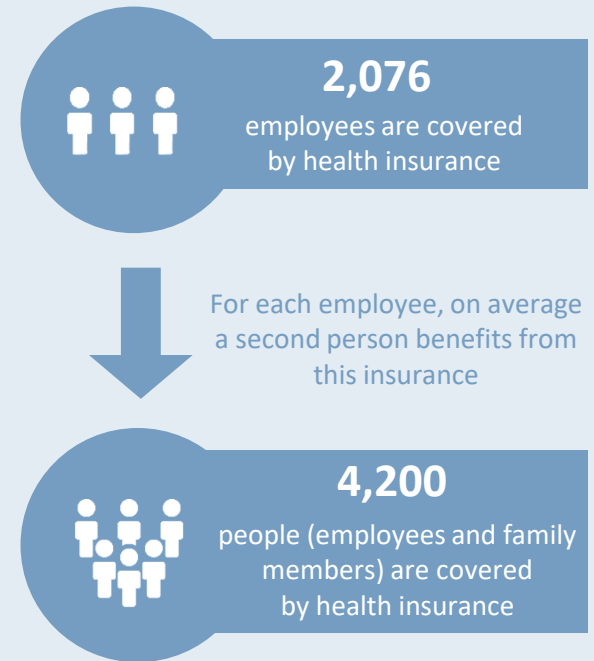 2,076
employees are covered
by health insurance
For each employee, on average
a second person benefits from
this insurance
4,200
people (employees and family
members) are covered
by health insurance